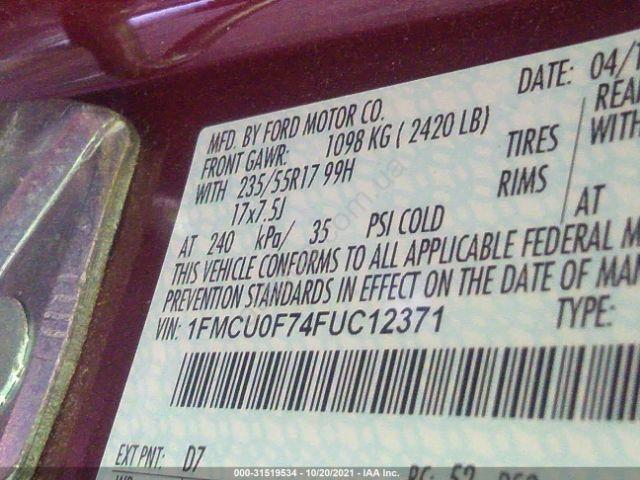 DATE: 04/1
MFD. BY FORD MOTOR CO.
FRONT GAWR: 1098 KG ( 2420 LB)
WITH 235/55R17 99H TIRES
17x7.5J RIMS
AT 240 kPa/ 35 PSI COLD
WITH
AT
THIS VEHICLE CONFORMS TO ALL APPLICABLE FEDERAL M
PREVENTION STANDARDS IN EFFECT ON THE DATE OF MAN
VIN: 1FMCU0F74FUC12371 TYPE:
EXT PNT: D7
000-31519534 - 10/20/2021 - IAA Inc.